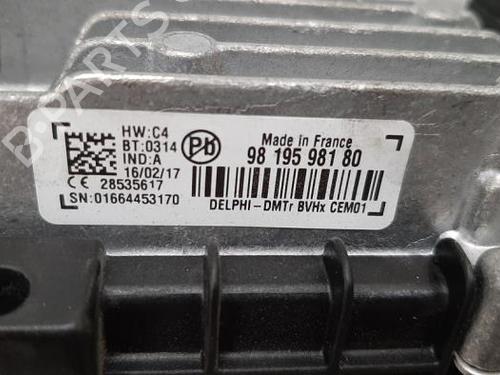 HW:C4
BT:0314
IND:A
16/02/17
CE 28535617
SN:01664453170
Pb
Made in France
98 195 981 80
DELPHI-DMTr BVHx CEM01
B-PARTS